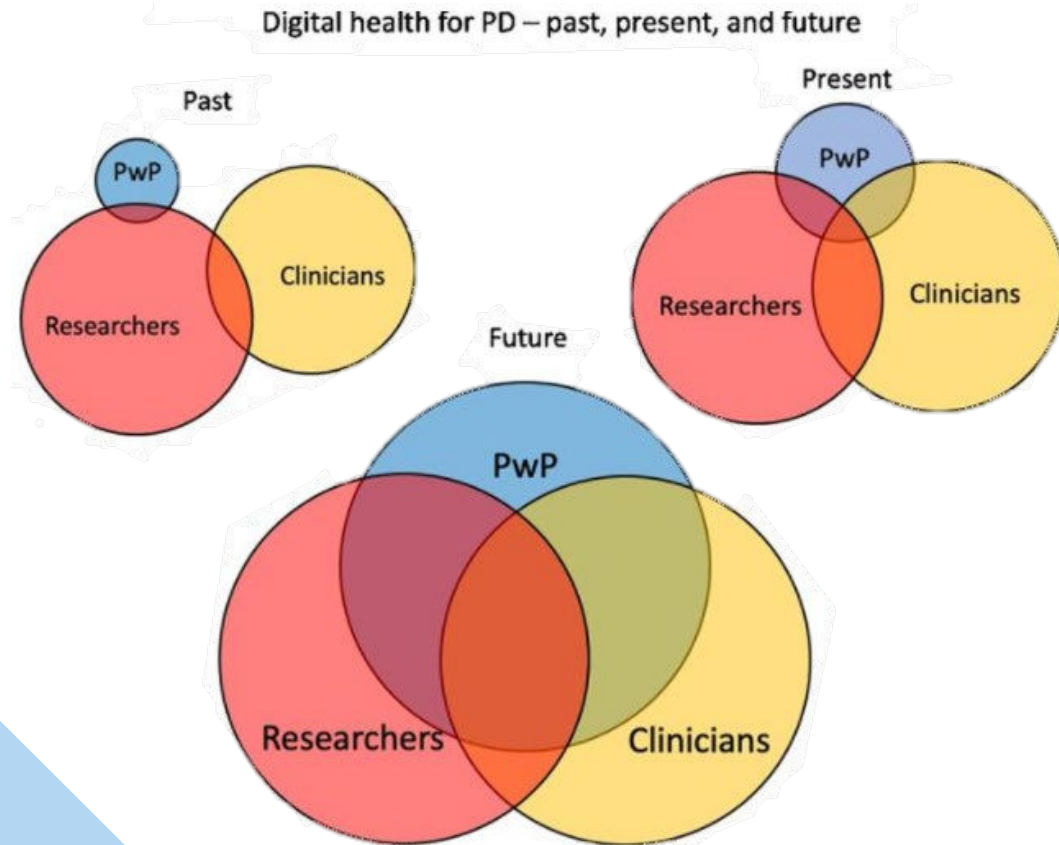 Digital health for PD – past, present, and future
Past
PwP
Researchers
Clinicians
Present
PwP
Researchers
Clinicians
Future
PwP
Researchers
Clinicians